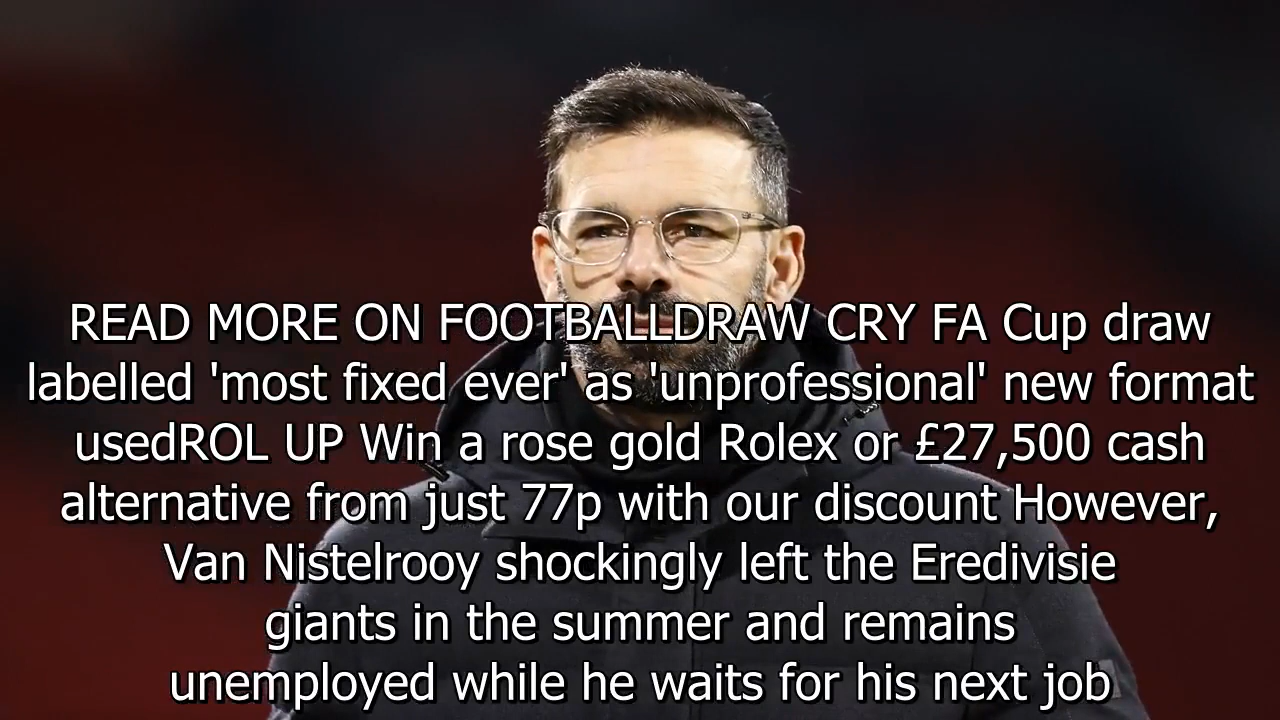 READ MORE ON FOOTBALLDRAW CRY FA Cup draw
labelled 'most fixed ever' as 'unprofessional' new format
usedROL UP Win a rose gold Rolex or £27,500 cash
alternative from just 77p with our discount However,
Van Nistelrooy shockingly left the Eredivisie
giants in the summer and remains
unemployed while he waits for his next job